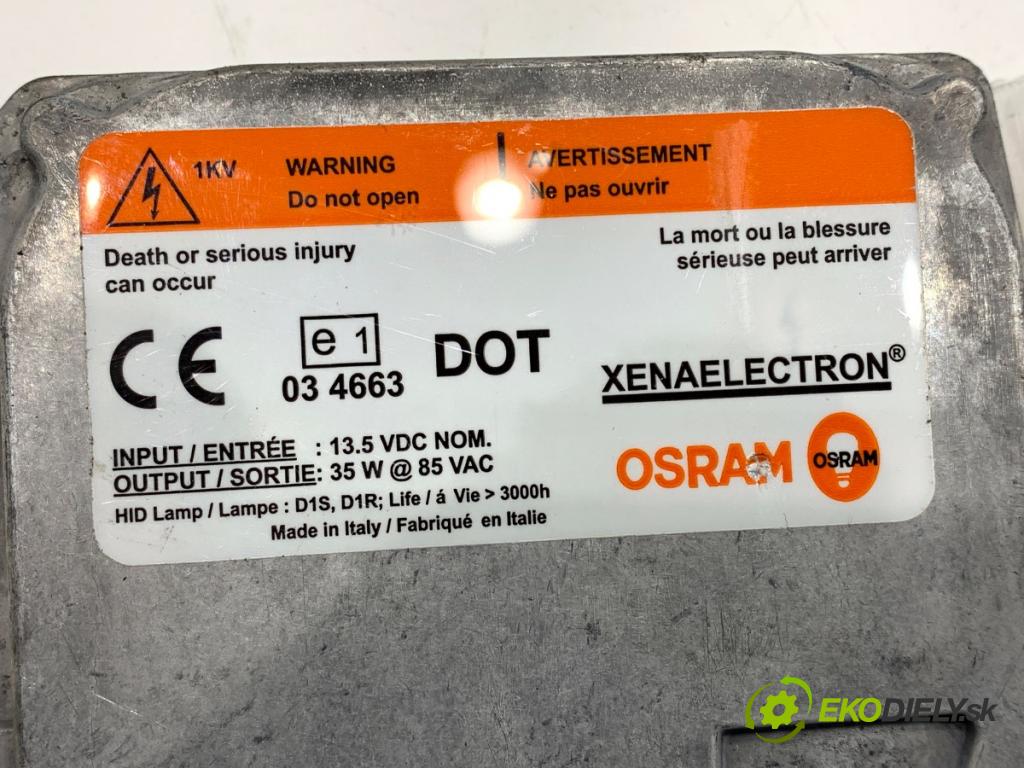 1KV
WARNING
Do not open
AVERTISSEMENT
Ne pas ouvrir
Death or serious injury
can occur
La mort ou la blessure
sérieuse peut arriver
CE
e 1
03 4663
DOT
XENAELECTRON®
INPUT / ENTRÉE : 13.5 VDC NOM.
OUTPUT / SORTIE: 35 W @ 85 VAC
HID Lamp / Lampe : D1S, D1R; Life / á Vie > 3000h
Made in Italy / Fabriqué en Italie
OSRAM
OSRAM
EKODIELY.sk